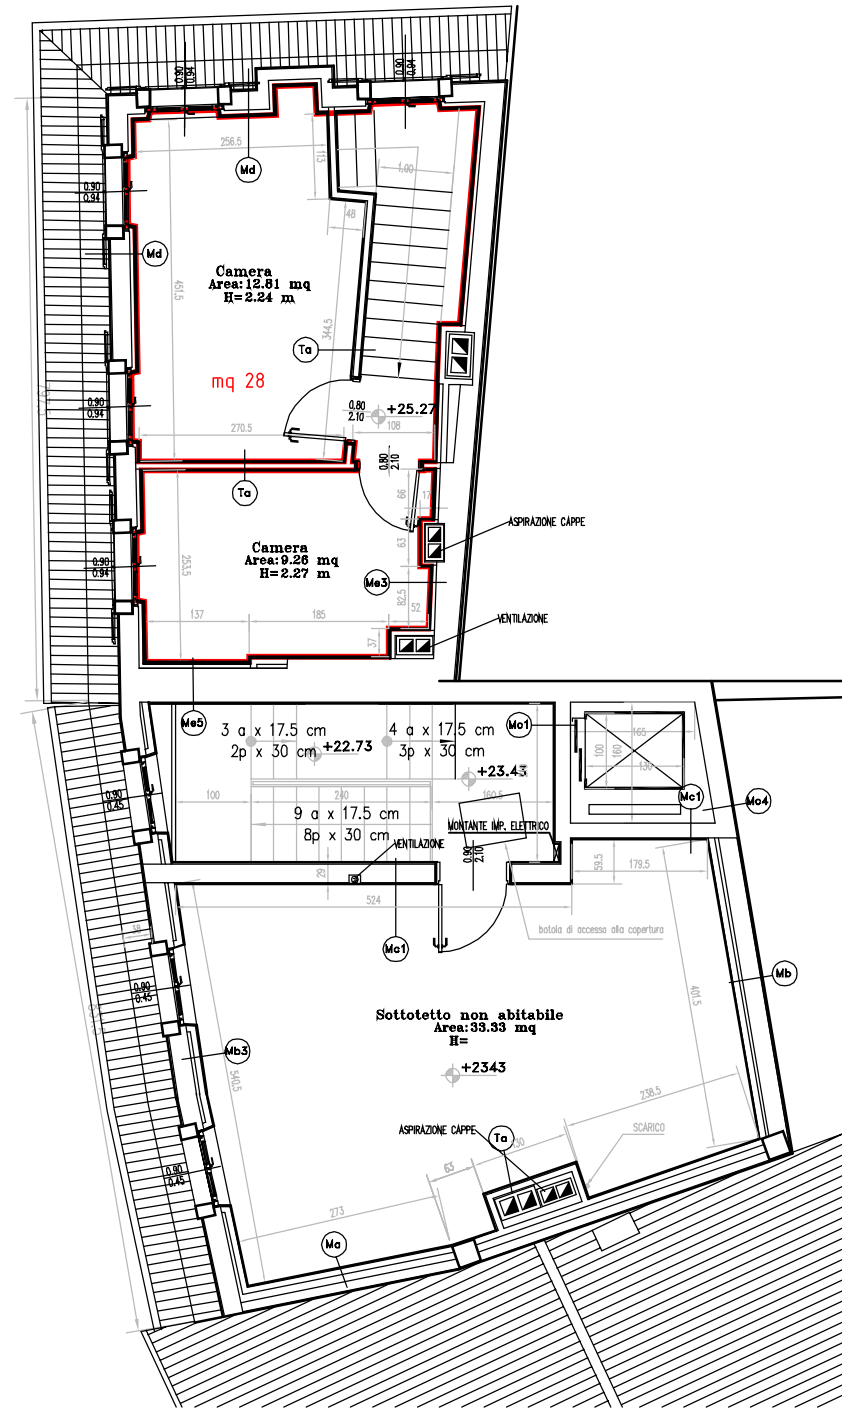 0.90
0.94
0.90
0.94
Md
256.5
113
1,00
0.90
0.94
48
Md
Camera
Area:12.81 mq
H=2.24 m
451.5
344.5
Ta
mq 28
0.90
0.94
0.80
2.10
+25.27
270.5
108
0.80
2.10
Ta
66
17
ASPIRAZIONE CAPPE
Camera
Area:9.26 mq
H=2.27 m
253.5
63
0.90
0.94
Me3
82.5
137
185
52
VENTILAZIONE
37
Me5
3 a x 17.5 cm
2p x 30 cm
+22.73
4 a x 17.5 cm
3p x 30 cm
Mo1
165
100
160
130
+23.43
0.90
0.45
100
240
160.5
Mc1
Mo4
9 a x 17.5 cm
8p x 30 cm
MONTANTE IMP. ELETTRICO
VENTILAZIONE
0.90
2.10
59.5
179.5
29
524
botola di accesso alla copertura
58
Mc1
Mb
401.5
0.90
0.45
Sottotetto non abitabile
Area:33.33 mq
H=
Mb3
540.5
+2343
238.5
ASPIRAZIONE CAPPE
Ta
130
SCARICO
63
0.90
0.45
273
Ma